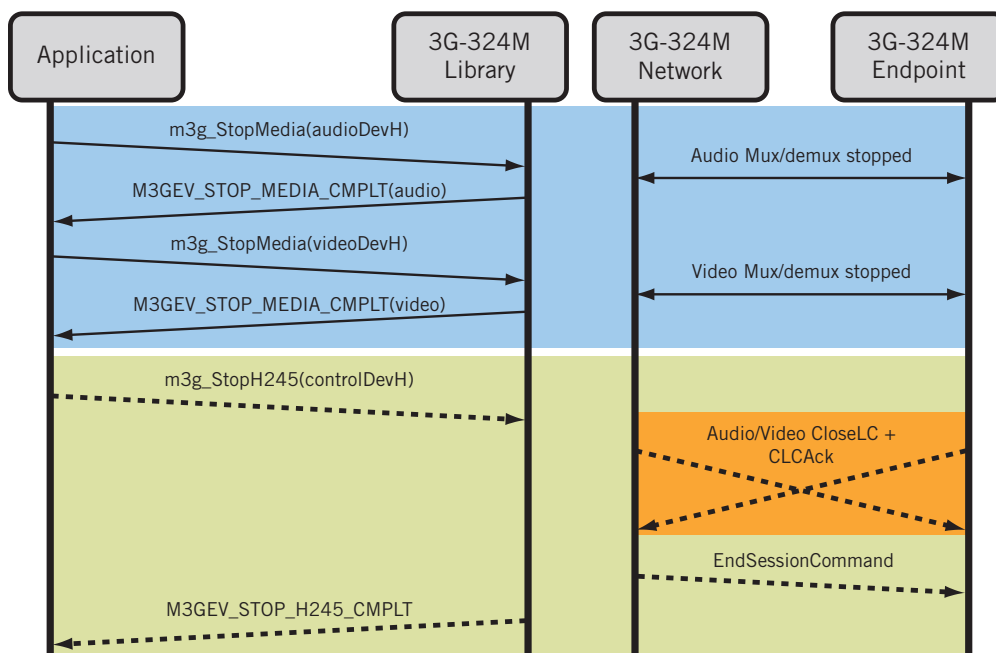 Application
3G-324M
Library
3G-324M
Network
3G-324M
Endpoint
m3g_StopMedia(audioDevH)
Audio Mux/demux stopped
M3GEV_STOP_MEDIA_CMPLT(audio)
m3g_StopMedia(videoDevH)
Video Mux/demux stopped
M3GEV_STOP_MEDIA_CMPLT(video)
m3g_StopH245(controlDevH)
Audio/Video CloseLC +
CLCAck
EndSessionCommand
M3GEV_STOP_H245_CMPLT